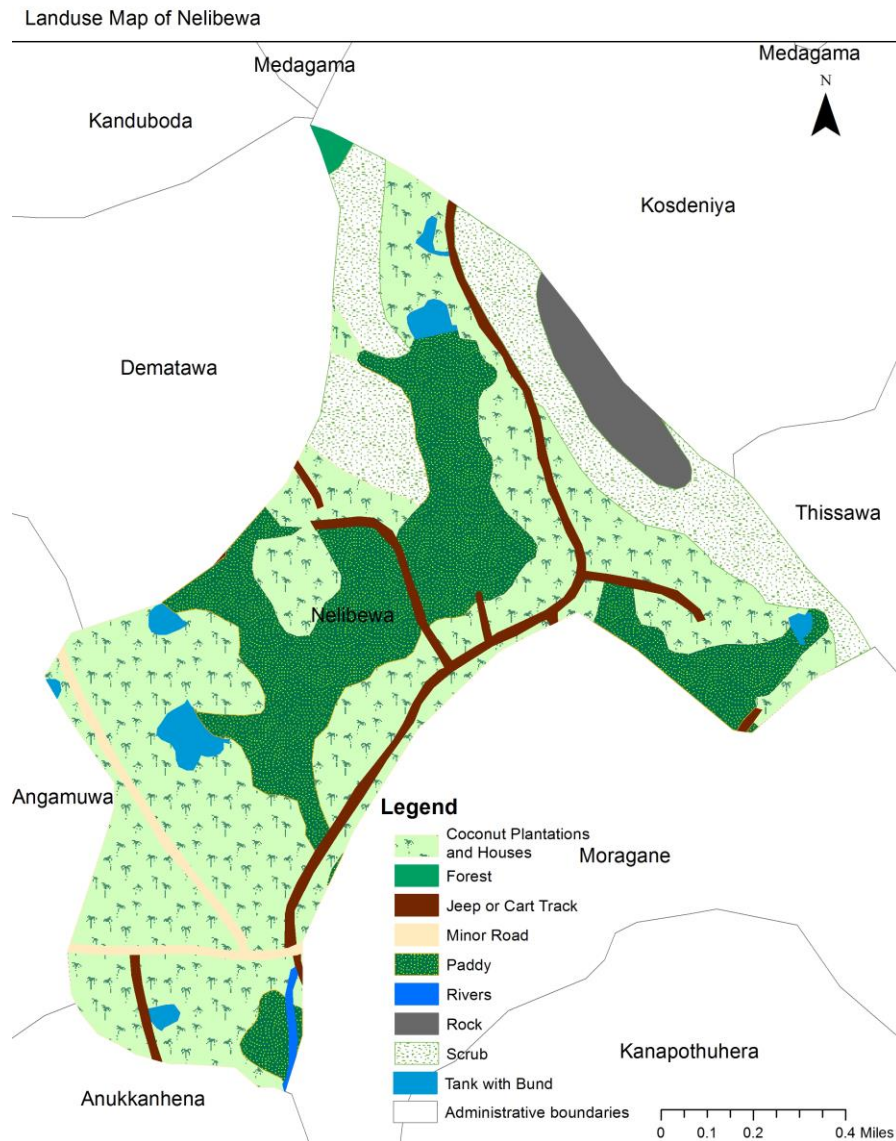 Landuse Map of Nelibewa
Medagama
Medagama
Kanduboda
N
Kosdeniya
Dematawa
Thissawa
Nelibewa
Angamuwa
Moragane
Legend
Coconut Plantations
and Houses
Forest
Jeep or Cart Track
Minor Road
Paddy
Rivers
Rock
Scrub
Tank with Bund
Administrative boundaries
Kanapothuhera
Anukkanhena
0 0.1 0.2 0.4 Miles